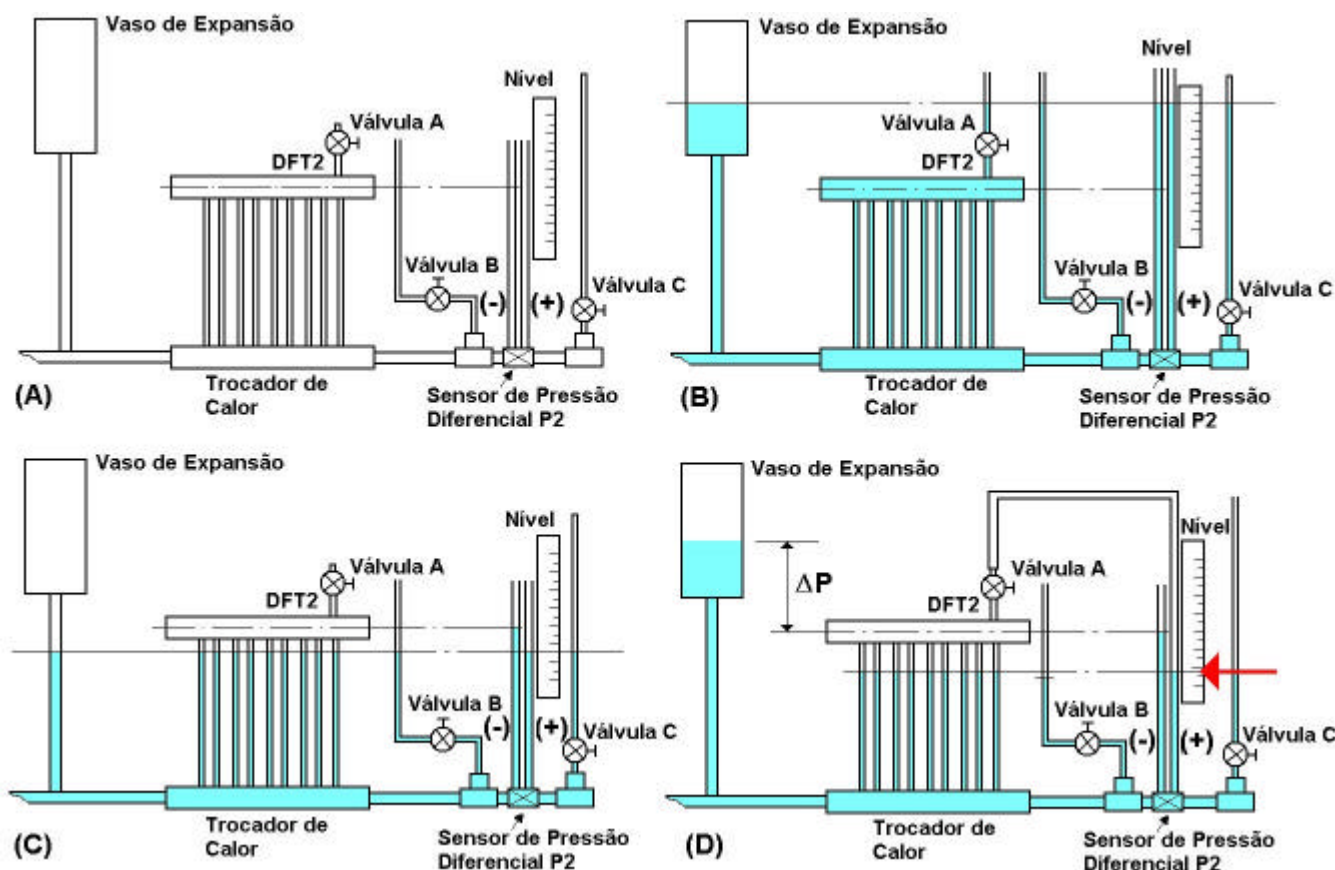 Vaso de Expansão
Nível
Válvula A
DFT2
Válvula B
(-)
(+)
Válvula C
(A)
Trocador de
Calor
Sensor de Pressão
Diferencial P2
Vaso de Expansão
Nível
Válvula A
DFT2
Válvula B
(-)
(+)
Válvula C
(B)
Trocador de
Calor
Sensor de Pressão
Diferencial P2
Vaso de Expansão
Nível
Válvula A
DFT2
Válvula B
(-)
(+)
Válvula C
(C)
Trocador de
Calor
Sensor de Pressão
Diferencial P2
Vaso de Expansão
Nível
ΔP
Válvula A
DFT2
Válvula B
(-)
(+)
Válvula C
(D)
Trocador de
Calor
Sensor de Pressão
Diferencial P2